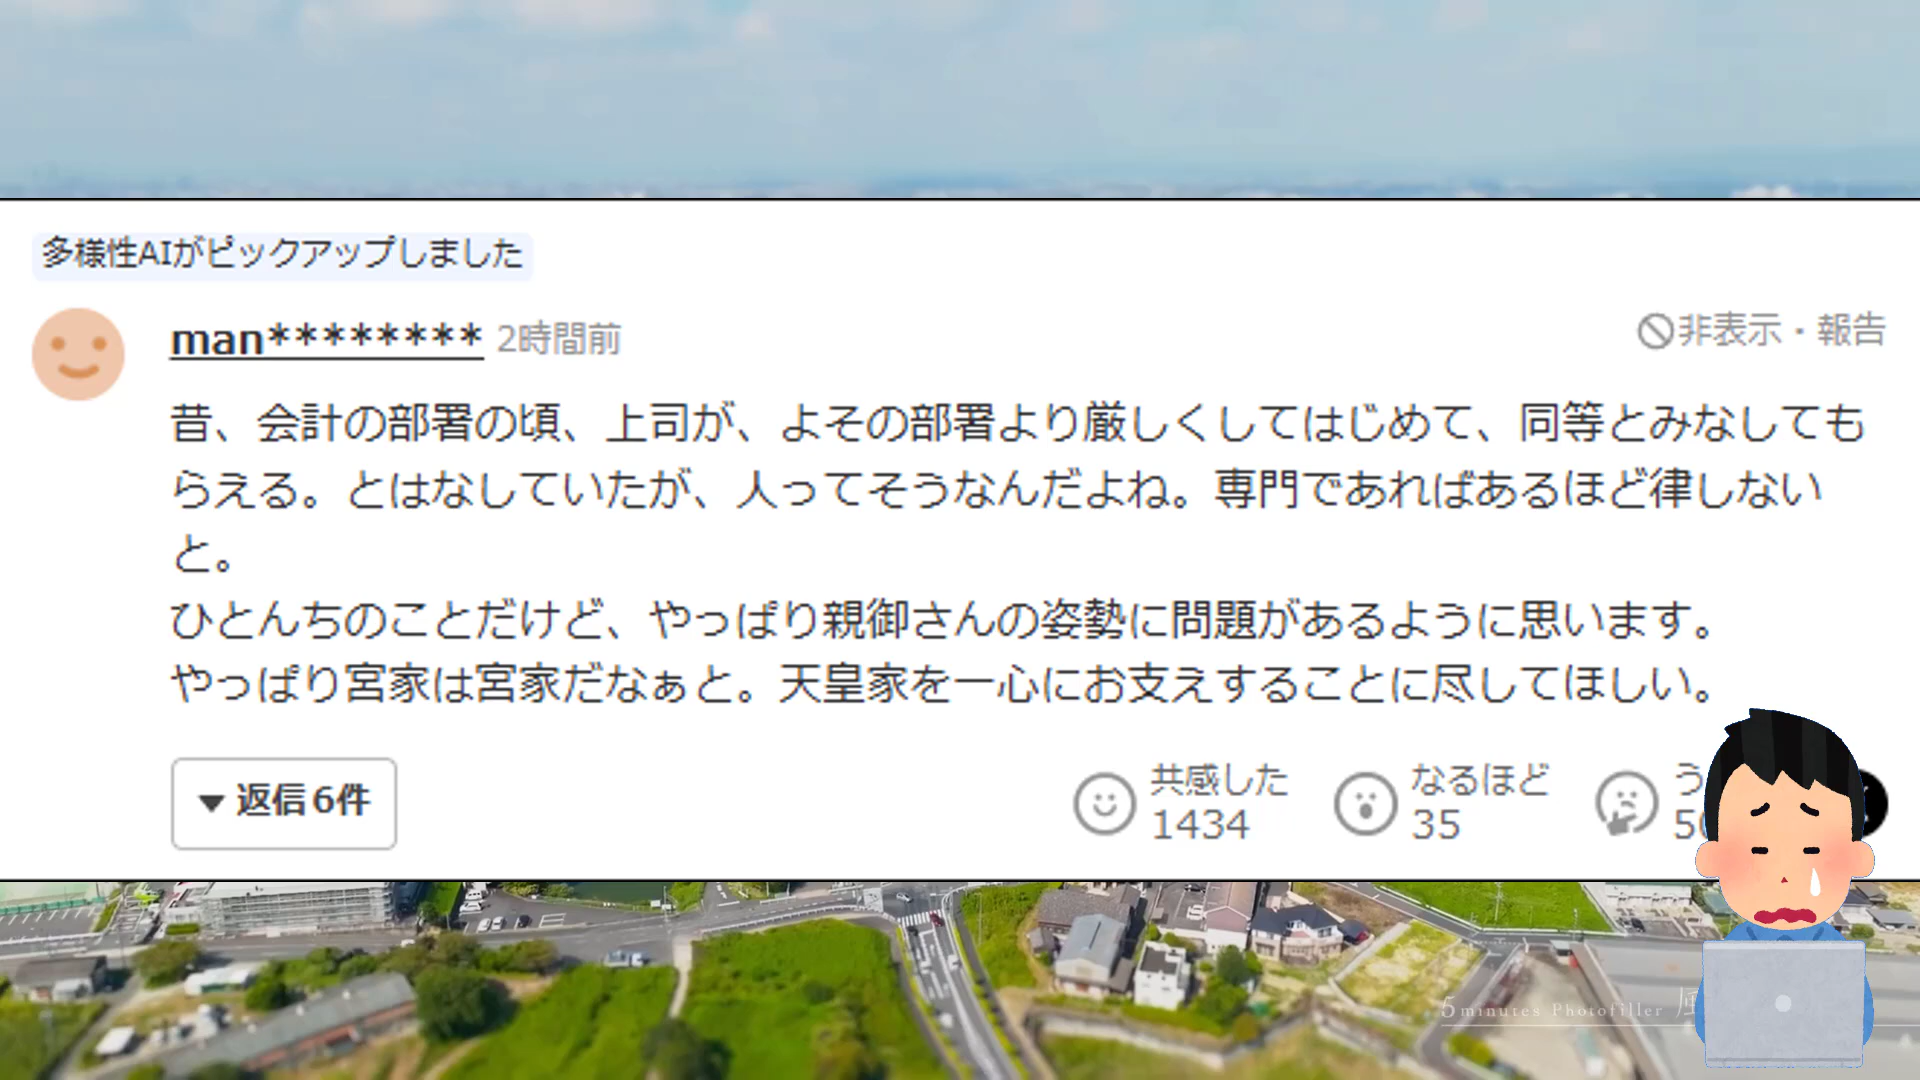 多様性AIがピックアップしました
man******** 2時間前
非表示・報告
昔、会計の部署の頃、上司が、よその部署より厳しくしてはじめて、同等とみなしても
らえる。とはなしていたが、人ってそうなんだよね。専門であればあるほど律しない
と。
ひとんちのことだけど、やっぱり親御さんの姿勢に問題があるように思います。
やっぱり宮家は宮家だなぁと。天皇家を一心にお支えすることに尽してほしい。
返信6件
共感した
1434
なるほど
35
う
5minutes Photofiller 風